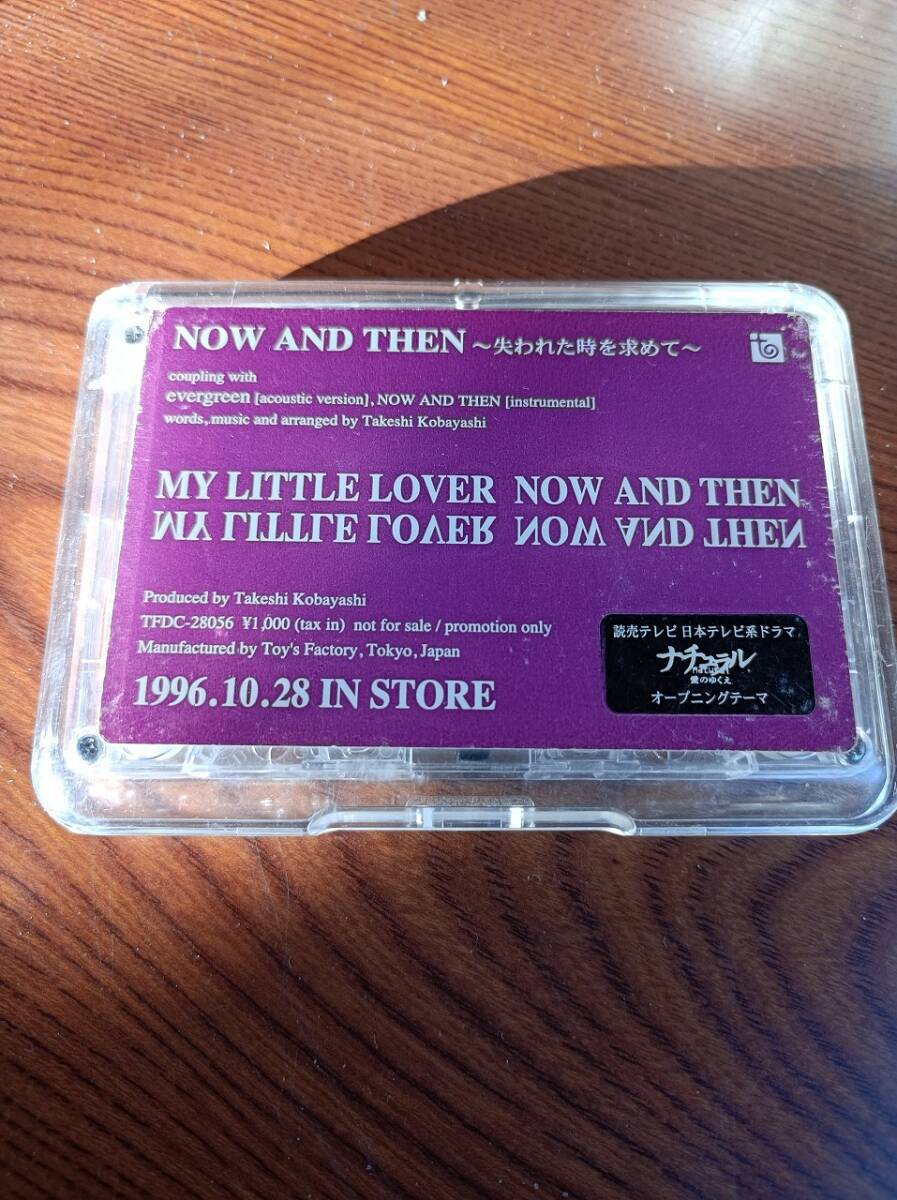 NOW AND THEN ～失われた時を求めて～
coupling with
evergreen [acoustic version], NOW AND THEN [instrumental]
words, music and arranged by Takeshi Kobayashi
MY LITTLE LOVER NOW AND THEN
MY LITTLE LOVER NOW AND THEN
Produced by Takeshi Kobayashi
TFDC-28056 ¥1,000 (tax in) not for sale / promotion only
Manufactured by Toy's Factory, Tokyo, Japan
1996.10.28 IN STORE
読売テレビ 日本テレビ系ドラマ
ナチュラル
natural
愛のゆくえ
オープニングテーマ